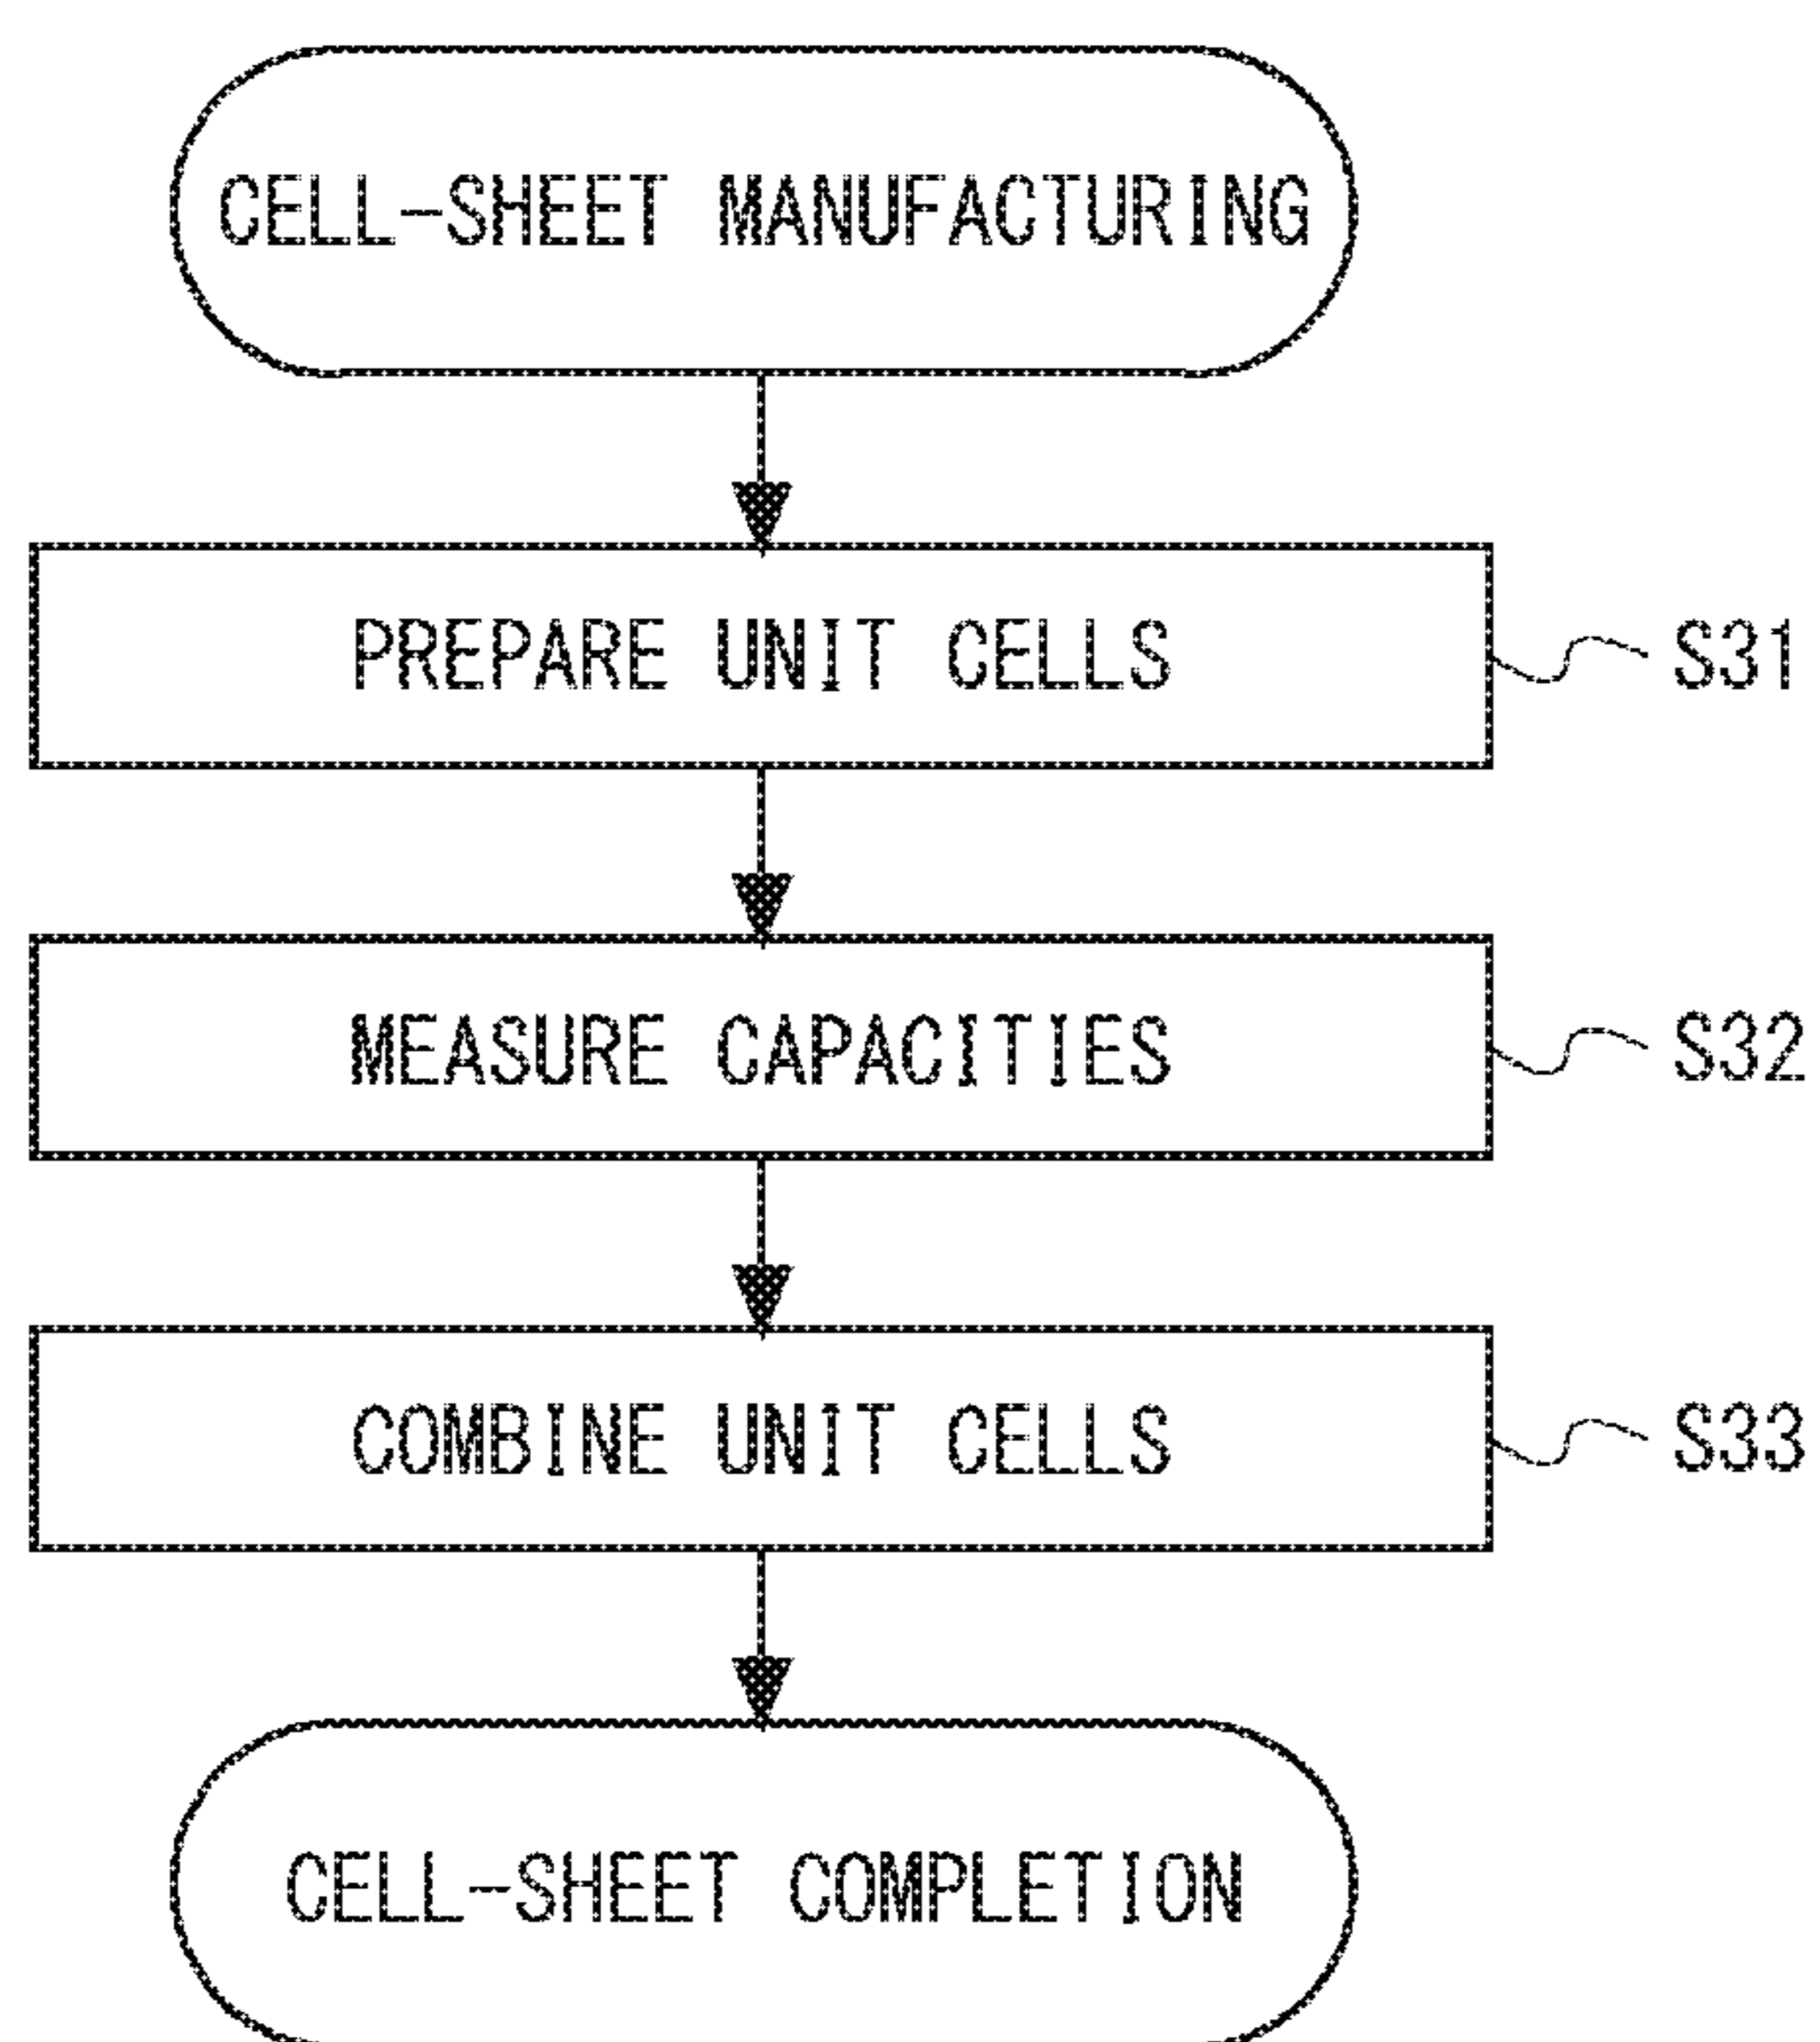 CELL-SHEET MANUFACTURING
PREPARE UNIT CELLS
S31
MEASURE CAPACITIES
S32
COMBINE UNIT CELLS
S33
CELL-SHEET COMPLETION